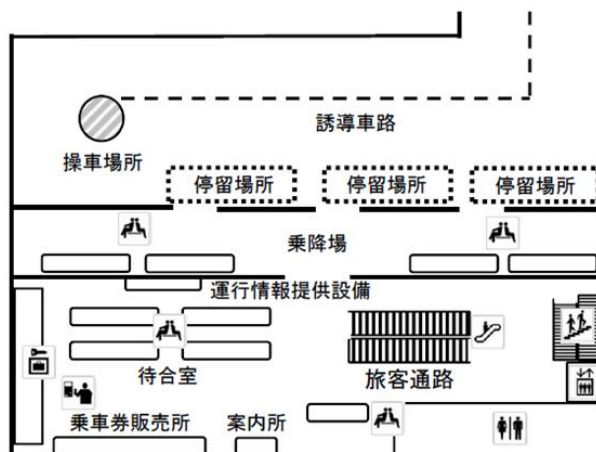 誘導車路
操車場所
停留場所
停留場所
停留場所
乗降場
運行情報提供設備
待合室
旅客通路
乗車券販売所
案内所